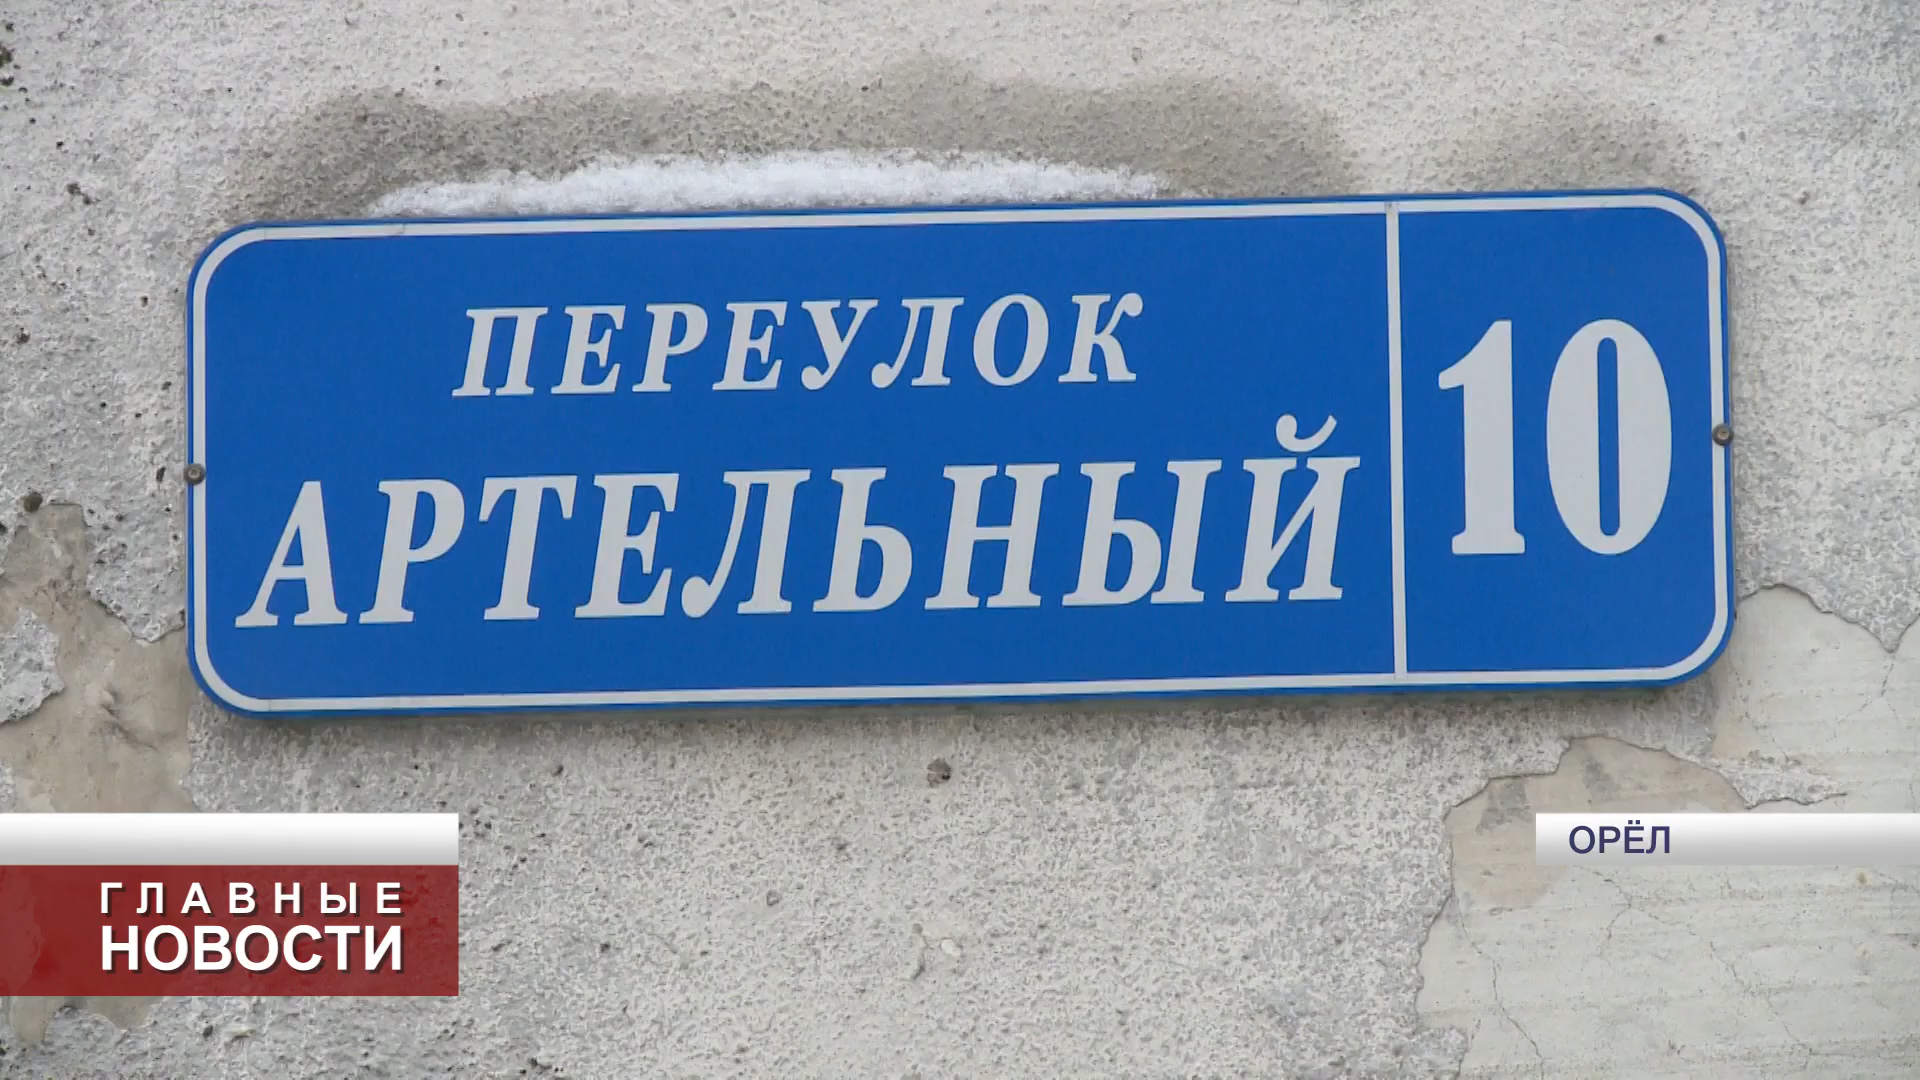 ПЕРЕУЛОК
АРТЕЛЬНЫЙ
10
ОРЁЛ
ГЛАВНЫЕ
НОВОСТИ